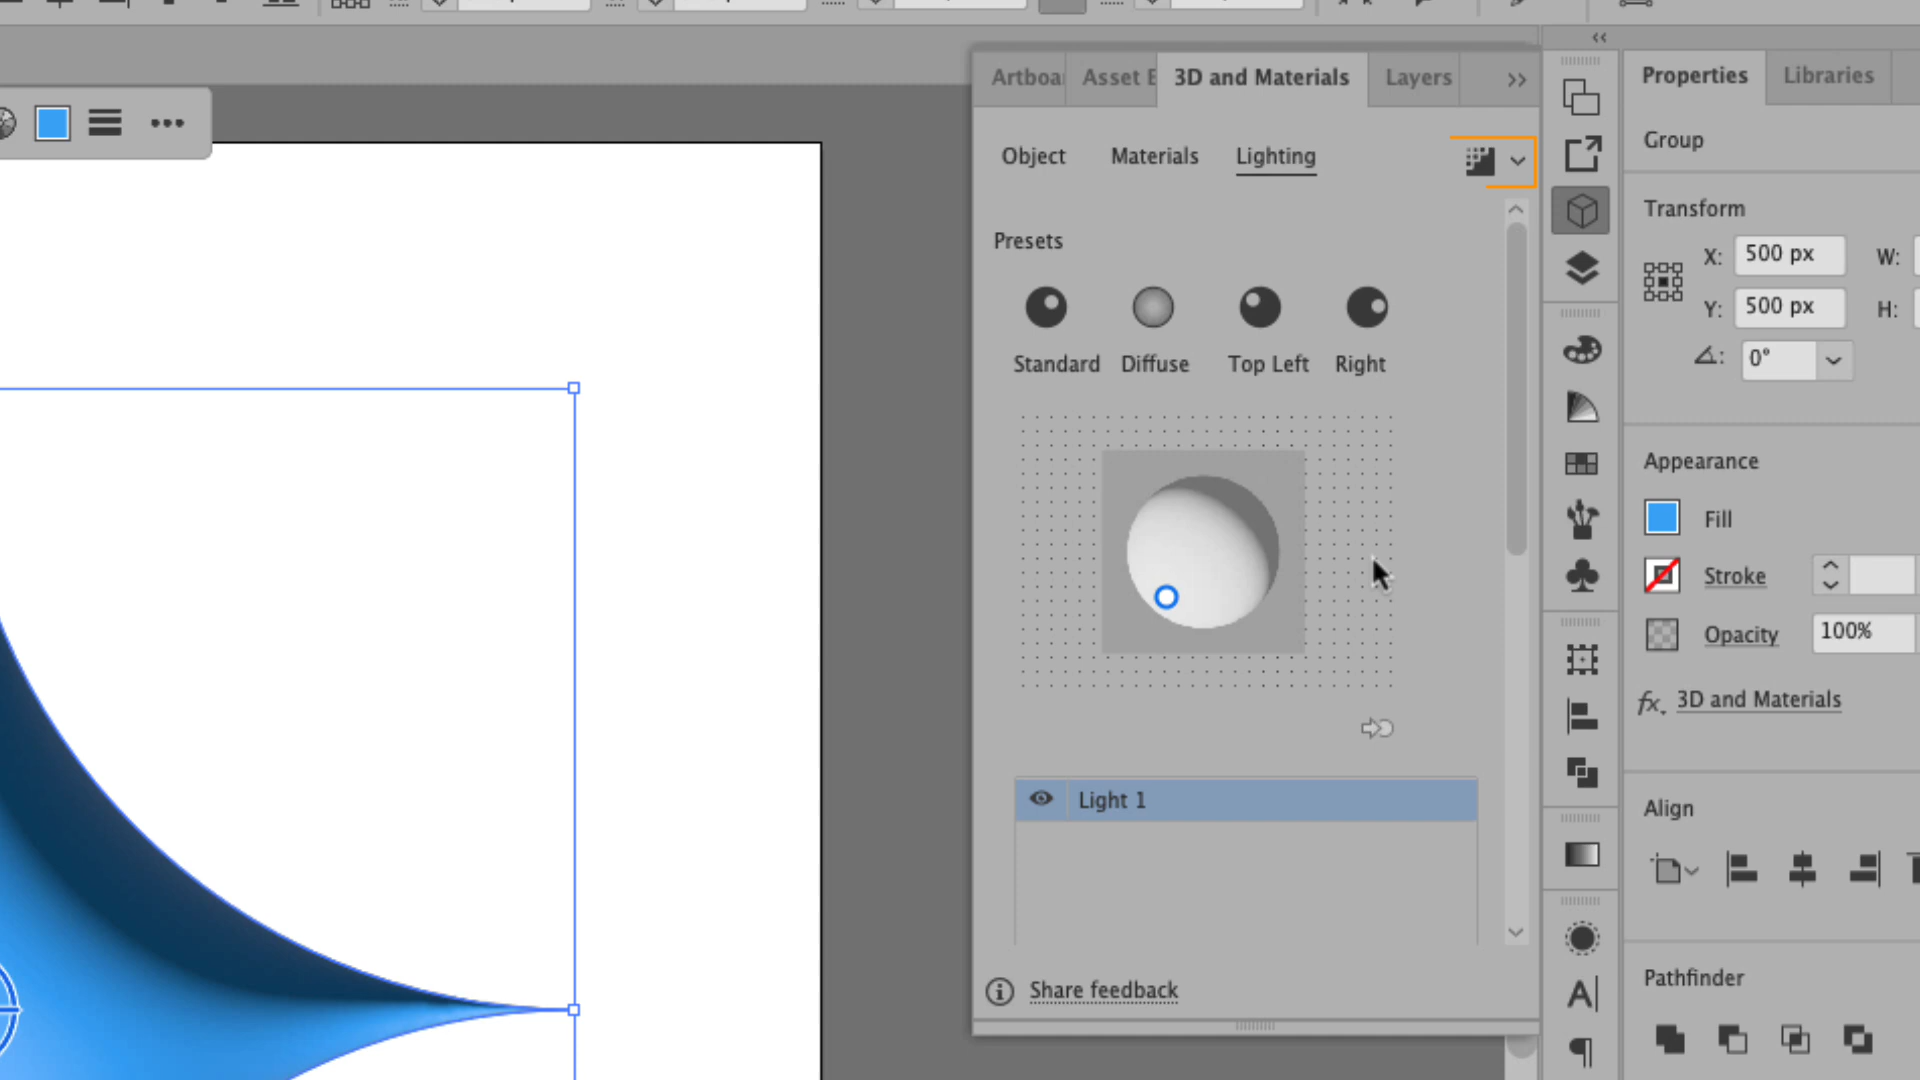 Artboa
Asset E
3D and Materials
Layers
Properties
Libraries
Object
Materials
Lighting
Group
Presets
Transform
X: 500 px
W:
Y: 500 px
H:
0°
Standard
Diffuse
Top Left
Right
Appearance
Fill
Stroke
Opacity
100%
fx 3D and Materials
Light 1
Align
Share feedback
Pathfinder